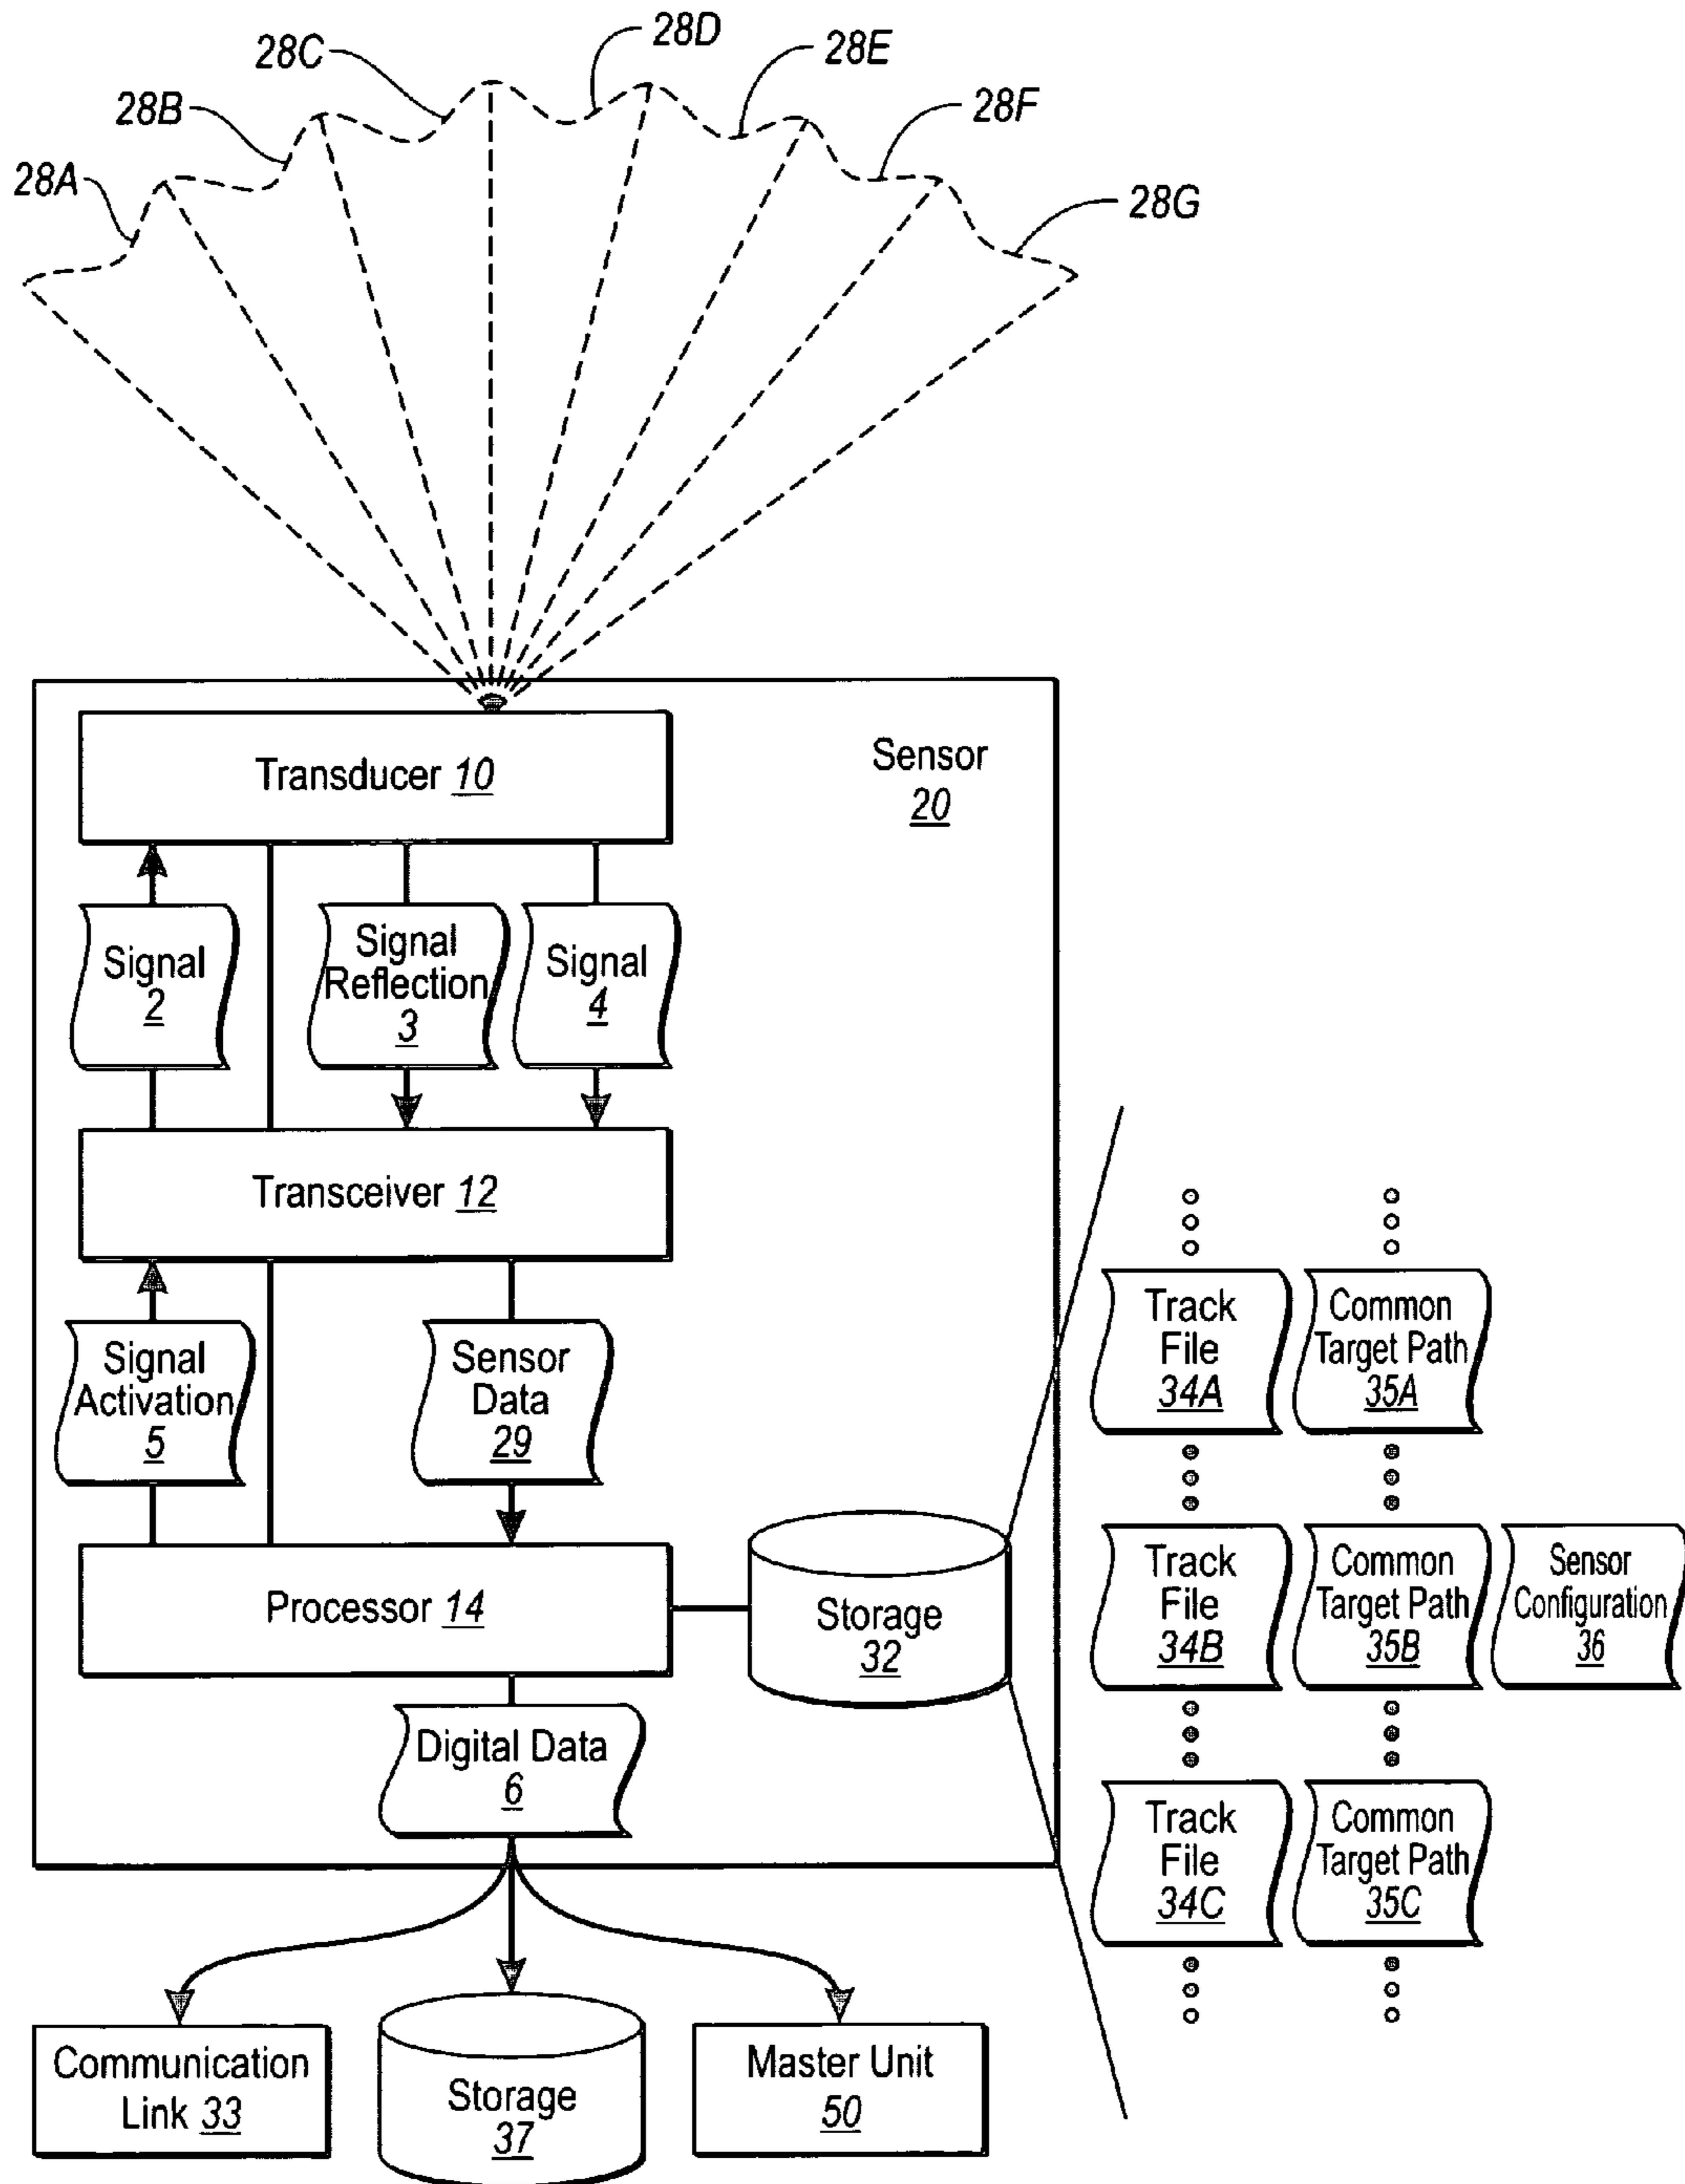 28A
28B
28C
28D
28E
28F
28G
Transducer 10
Sensor
20
Signal
2
Signal
Reflection
3
Signal
4
Transceiver 12
Signal
Activation
5
Sensor
Data
29
Processor 14
Storage
32
Digital Data
6
Track
File
34A
Common
Target Path
35A
Track
File
34B
Common
Target Path
35B
Sensor
Configuration
36
Track
File
34C
Common
Target Path
35C
Communication
Link 33
Storage
37
Master Unit
50